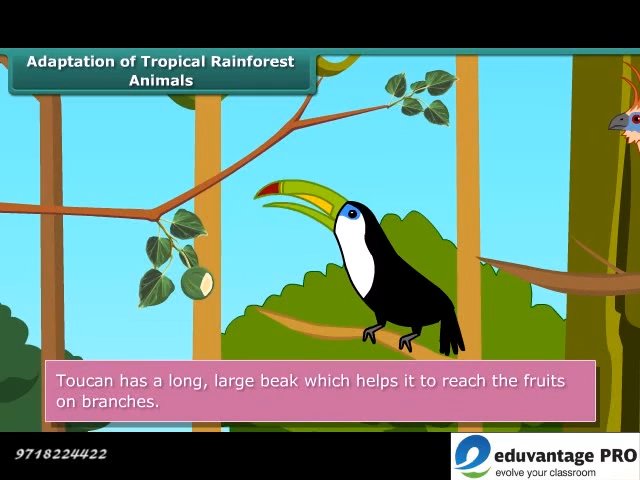 Adaptation of Tropical Rainforest
Animals
Toucan has a long, large beak which helps it to reach the fruits
on branches.
9718224422
eduvantage PRO
evolve your classroom